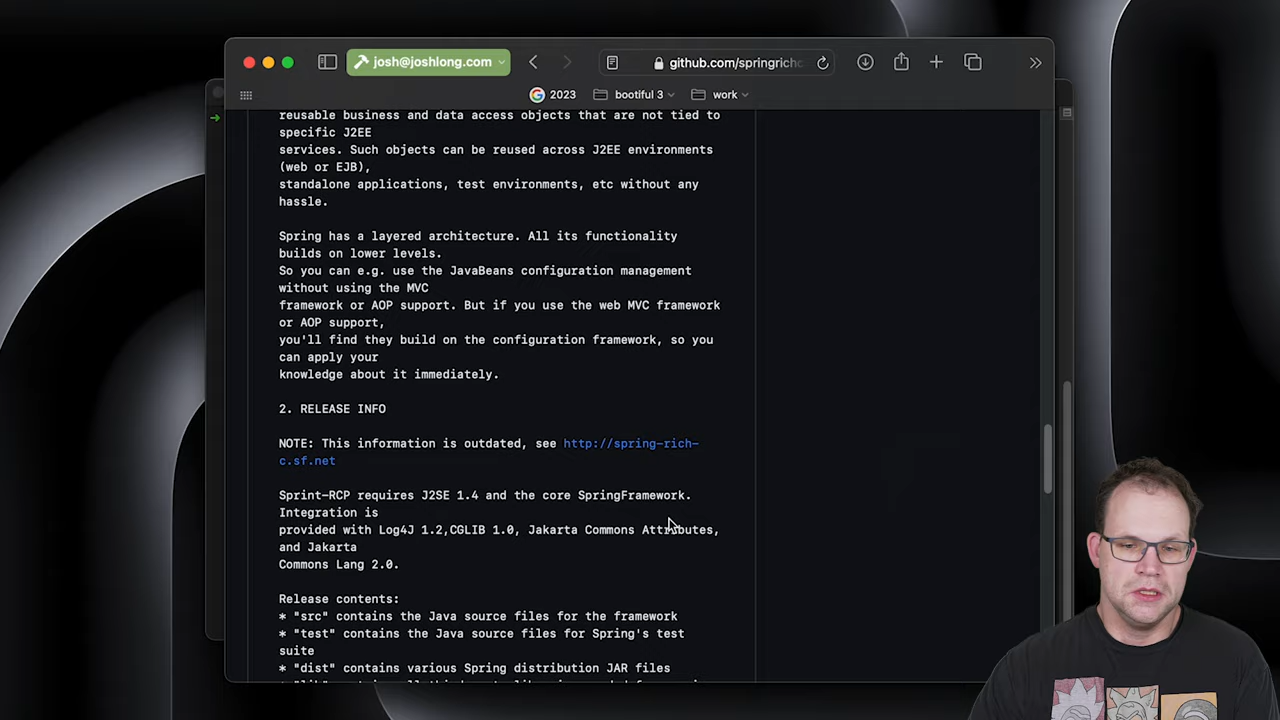 josh@joshlong.com
github.com/springrichc
2023
bootiful 3
work
reusable business and data access objects that are not tied to
specific J2EE
services. Such objects can be reused across J2EE environments
(web or EJB),
standalone applications, test environments, etc without any
hassle.
Spring has a layered architecture. All its functionality
builds on lower levels.
So you can e.g. use the JavaBeans configuration management
without using the MVC
framework or AOP support. But if you use the web MVC framework
or AOP support,
you'll find they build on the configuration framework, so you
can apply your
knowledge about it immediately.
2. RELEASE INFO
NOTE: This information is outdated, see http://spring-rich-
c.sf.net
Sprint-RCP requires J2SE 1.4 and the core SpringFramework.
Integration is
provided with Log4J 1.2,CGLIB 1.0, Jakarta Commons Attributes,
and Jakarta
Commons Lang 2.0.
Release contents:
* "src" contains the Java source files for the framework
* "test" contains the Java source files for Spring's test
suite
* "dist" contains various Spring distribution JAR files